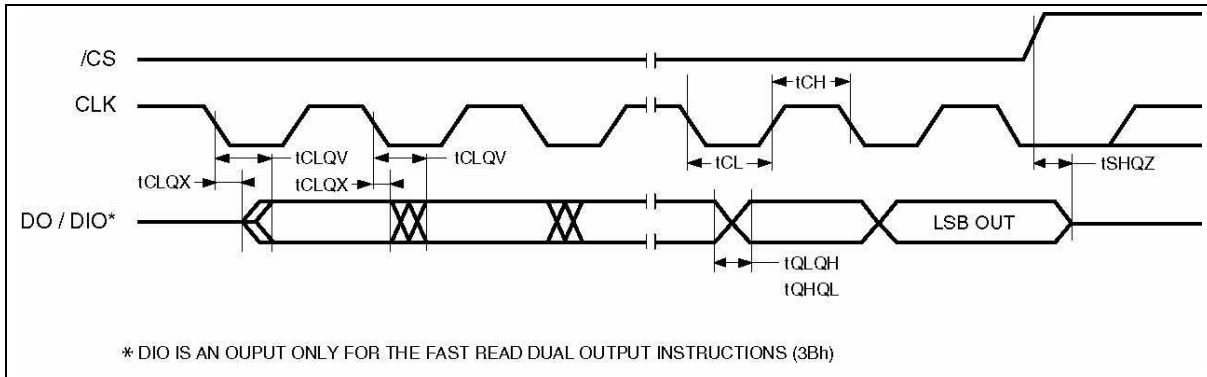 /CS
CLK
tCH
tCLQV
tCLQV
tCL
tSHQZ
tCLQX
tCLQX
DO / DIO*
LSB OUT
tQLQH
tQHQL
* DIO IS AN OUPUT ONLY FOR THE FAST READ DUAL OUTPUT INSTRUCTIONS (3Bh)